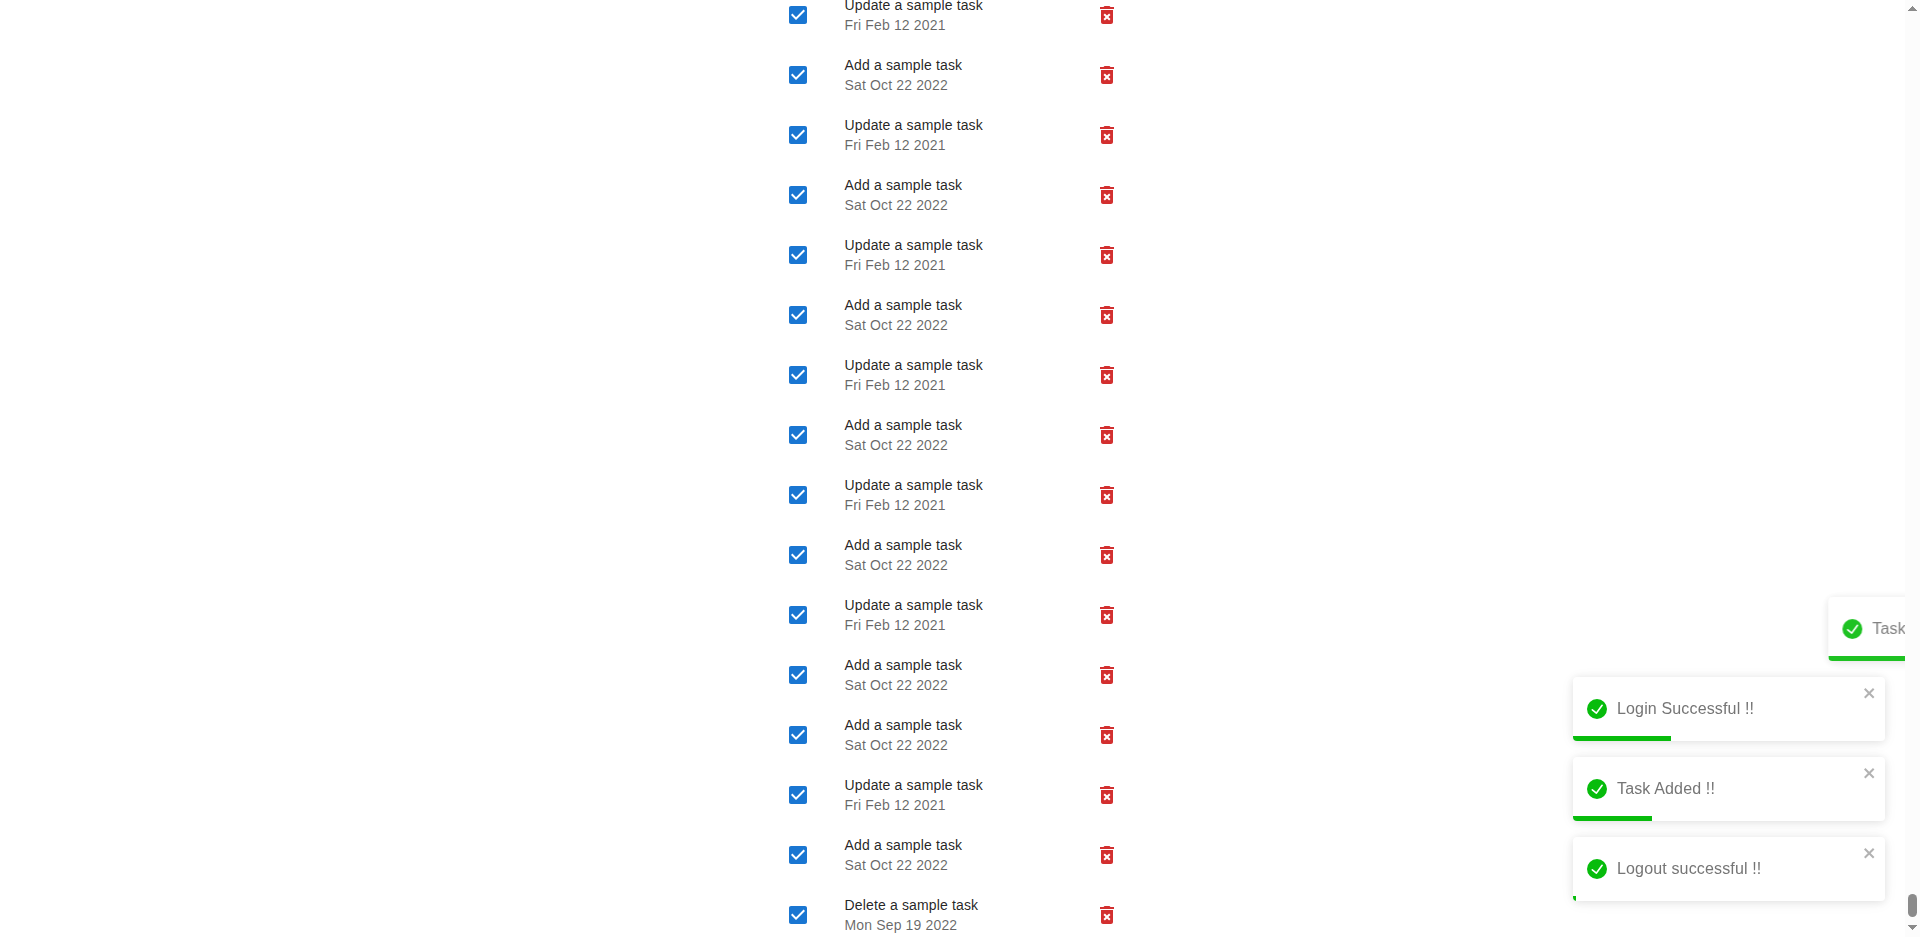 Update a sample task
Fri Feb 12 2021
Add a sample task
Sat Oct 22 2022
Update a sample task
Fri Feb 12 2021
Add a sample task
Sat Oct 22 2022
Update a sample task
Fri Feb 12 2021
Add a sample task
Sat Oct 22 2022
Update a sample task
Fri Feb 12 2021
Add a sample task
Sat Oct 22 2022
Update a sample task
Fri Feb 12 2021
Add a sample task
Sat Oct 22 2022
Update a sample task
Fri Feb 12 2021
Add a sample task
Sat Oct 22 2022
Add a sample task
Sat Oct 22 2022
Update a sample task
Fri Feb 12 2021
Add a sample task
Sat Oct 22 2022
Delete a sample task
Mon Sep 19 2022
Task
Login Successful !!
Task Added !!
Logout successful !!